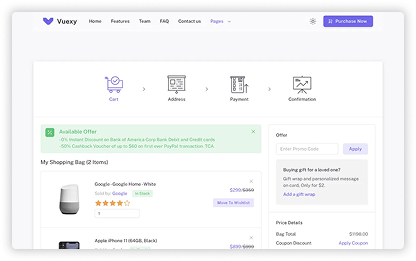 Vuexy
Home Features Team FAQ Contact us Pages
Purchase Now
Cart Address Payment Confirmation
Available Offer
-0% Instant Discount on Bank of America Corp Bank Debit and Credit cards
-50% Cashback Voucher of up to $60 on first ever PayPal transaction. TCA
My Shopping Bag (2 Items)
Google -Google Home -White
Sold by: Google In Stock
$299/$359
1
Move To Wishlist
Apple iPhone 11 (64GB, Black)
$899/$999
Offer
Enter Promo Code Apply
Buying gift for a loved one?
Gift wrap and personalized message
on card, Only for $2.
Add a gift wrap
Price Details
Bag Total $1198.00
Coupon Discount Apply Coupon